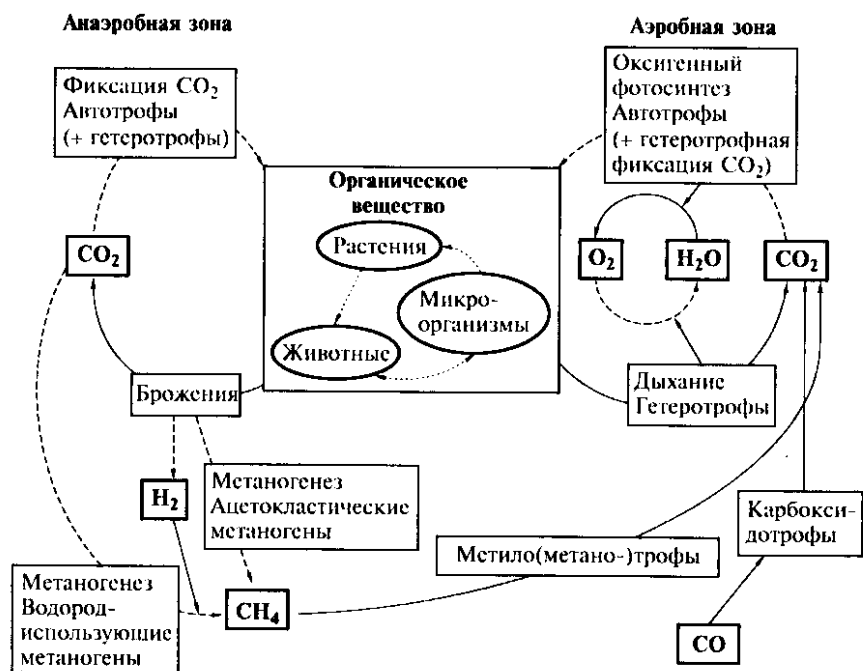 Анаэробная зона
Аэробная зона
Фиксация CO₂
Автотрофы
(+ гетеротрофы)
Оксигенный
фотосинтез
Автотрофы
(+ гетеротрофная
фиксация CO₂)
Органическое
вещество
Растения
Микро-
организмы
Животные
CO₂
O₂
H₂O
CO₂
Брожения
Дыхание
Гетеротрофы
H₂
Метаногенез
Ацетокластические
метаногены
Карбокси-
дотрофы
Метило(метано-)трофы
Метаногенез
Водород-
использующие
метаногены
CH₄
CO